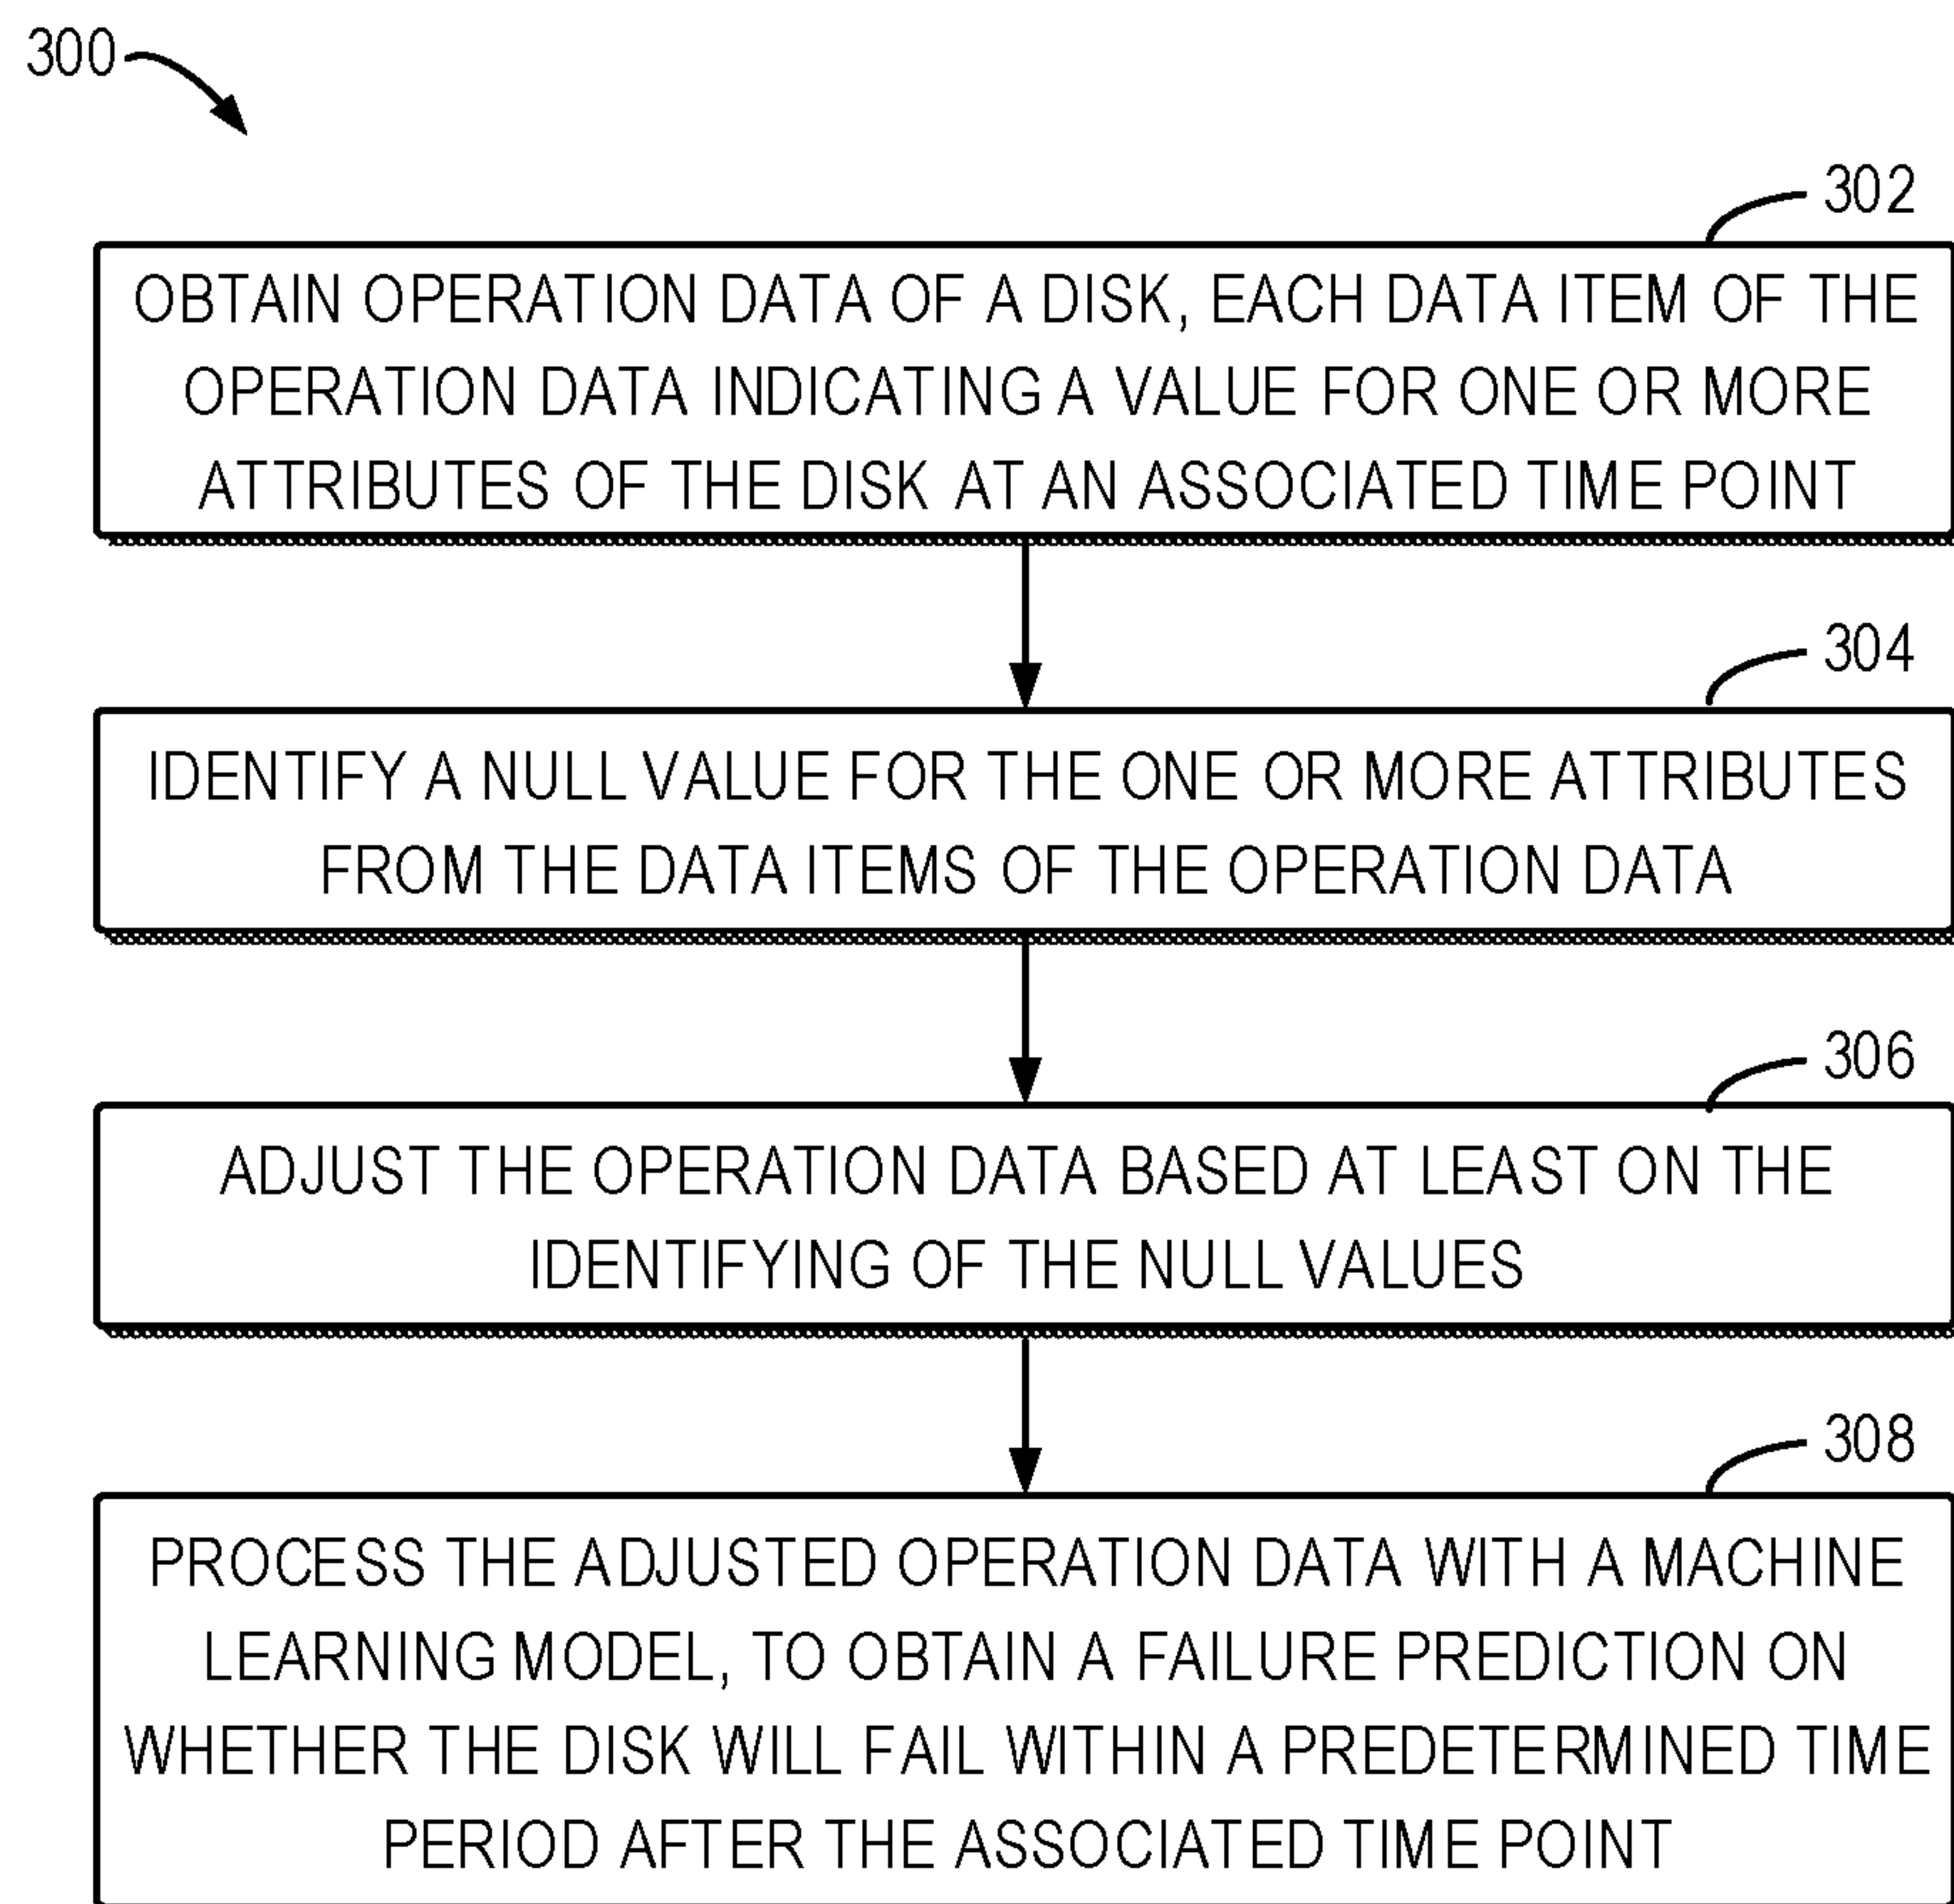 300
302
OBTAIN OPERATION DATA OF A DISK, EACH DATA ITEM OF THE
OPERATION DATA INDICATING A VALUE FOR ONE OR MORE
ATTRIBUTES OF THE DISK AT AN ASSOCIATED TIME POINT
304
IDENTIFY A NULL VALUE FOR THE ONE OR MORE ATTRIBUTES
FROM THE DATA ITEMS OF THE OPERATION DATA
306
ADJUST THE OPERATION DATA BASED AT LEAST ON THE
IDENTIFYING OF THE NULL VALUES
308
PROCESS THE ADJUSTED OPERATION DATA WITH A MACHINE
LEARNING MODEL, TO OBTAIN A FAILURE PREDICTION ON
WHETHER THE DISK WILL FAIL WITHIN A PREDETERMINED TIME
PERIOD AFTER THE ASSOCIATED TIME POINT